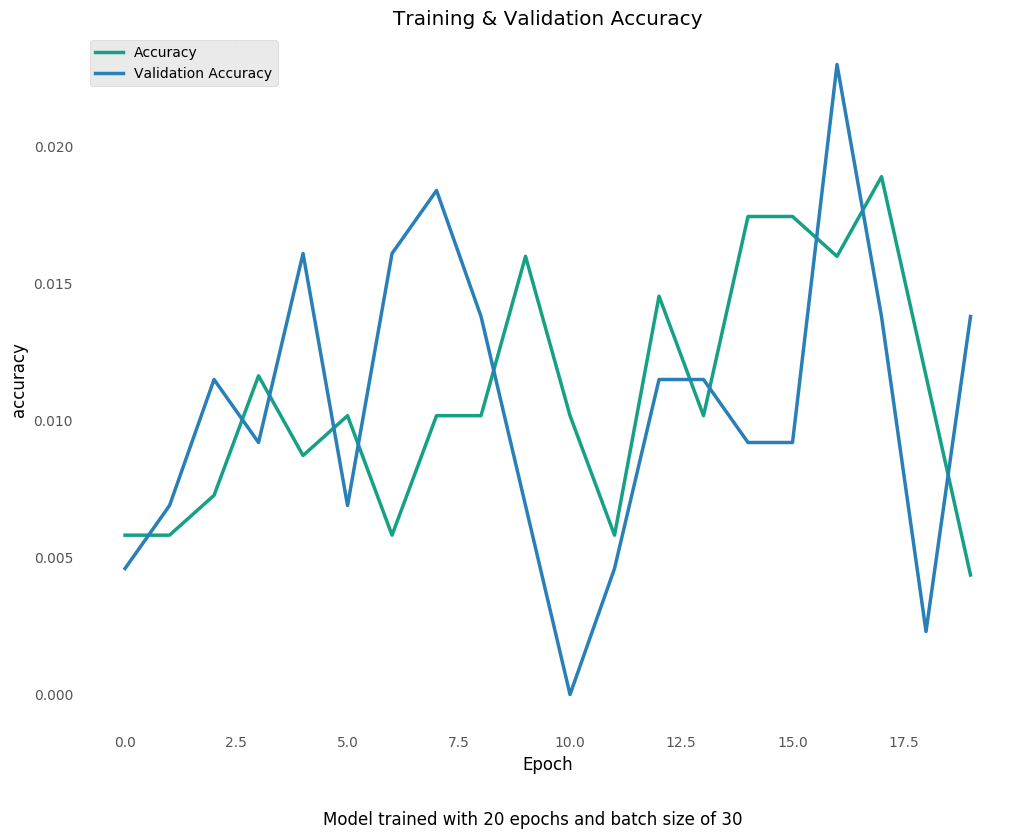 Training & Validation Accuracy
Accuracy
Validation Accuracy
accuracy
0.020
0.015
0.010
0.005
0.000
0.0 2.5 5.0 7.5 10.0 12.5 15.0 17.5
Epoch
Model trained with 20 epochs and batch size of 30